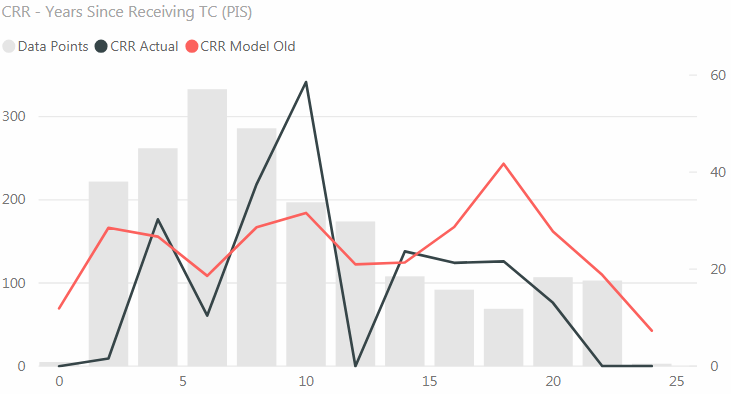 CRR - Years Since Receiving TC (PIS)
Data Points CRR Actual CRR Model Old
300 60
200 40
100 20
0 0
0 5 10 15 20 25